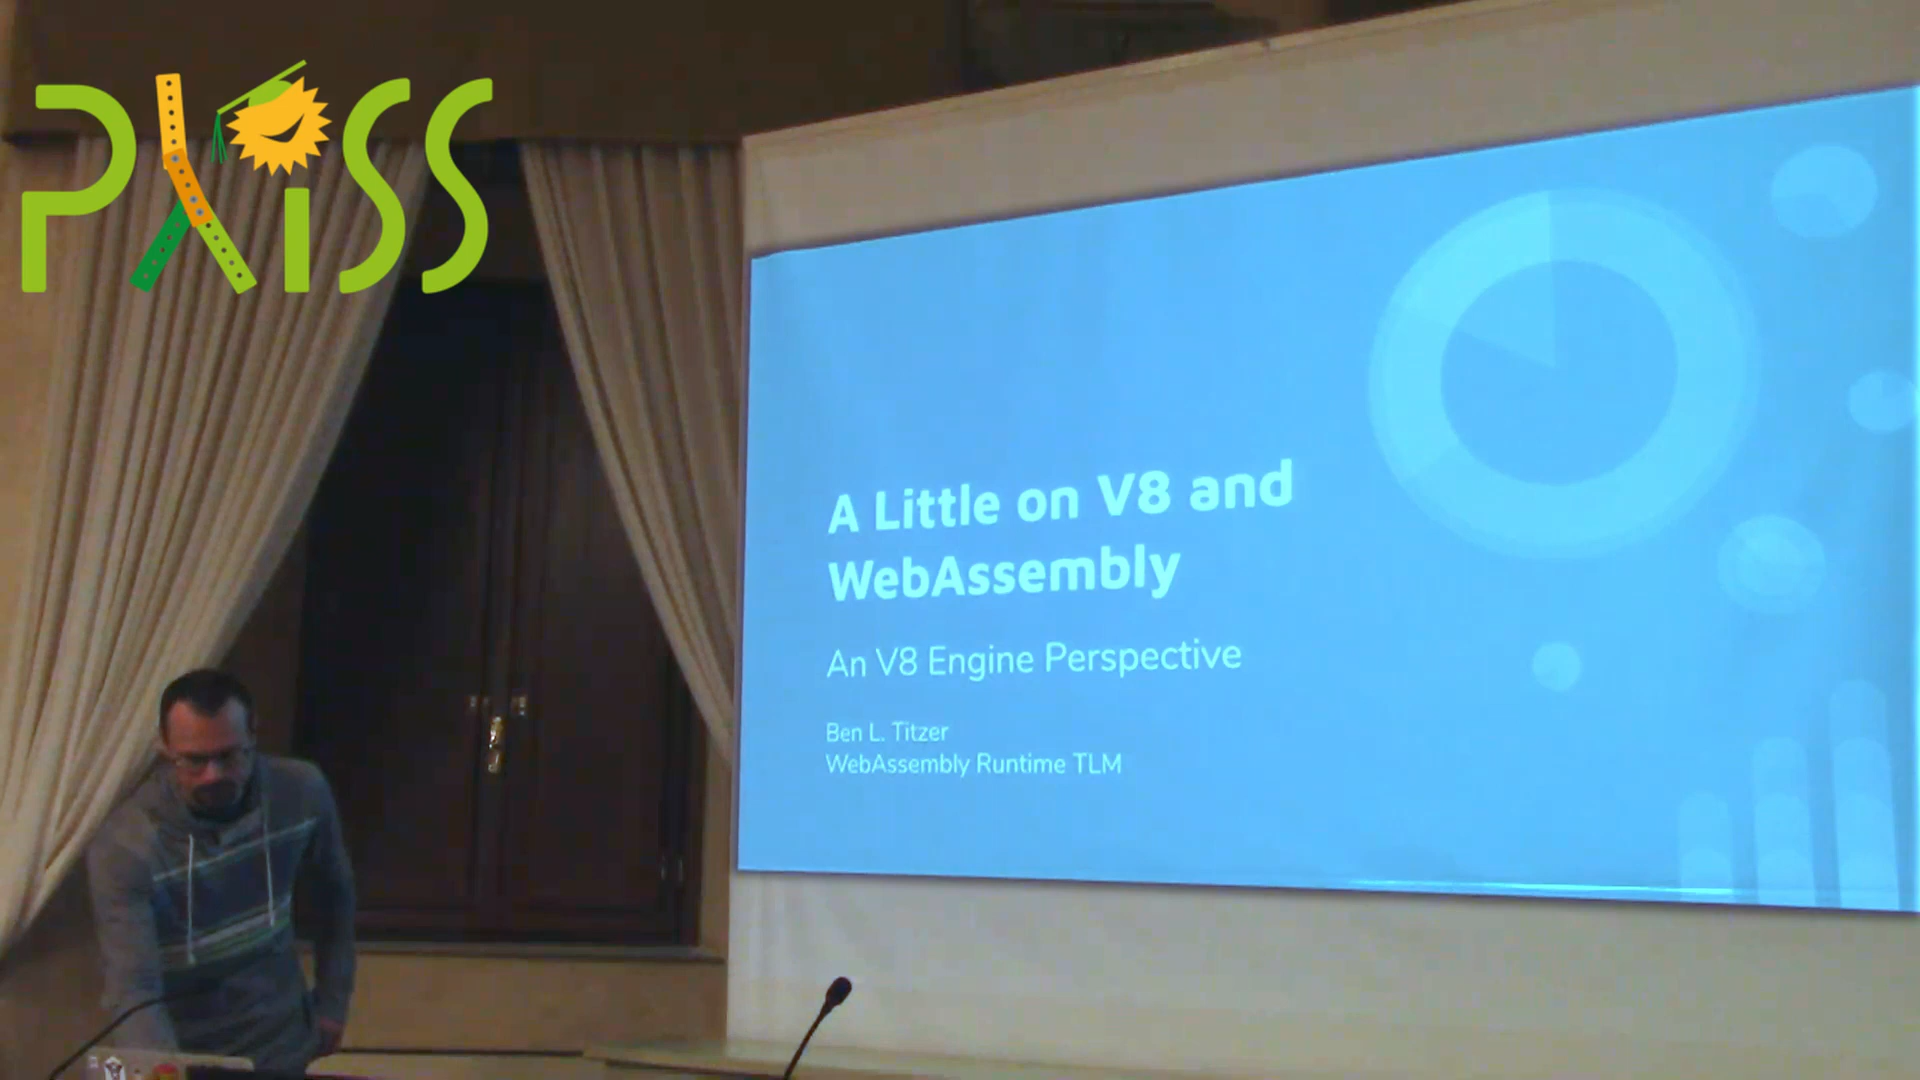 PLISS
A Little on V8 and
WebAssembly
An V8 Engine Perspective
Ben L. Titzer
WebAssembly Runtime TLM